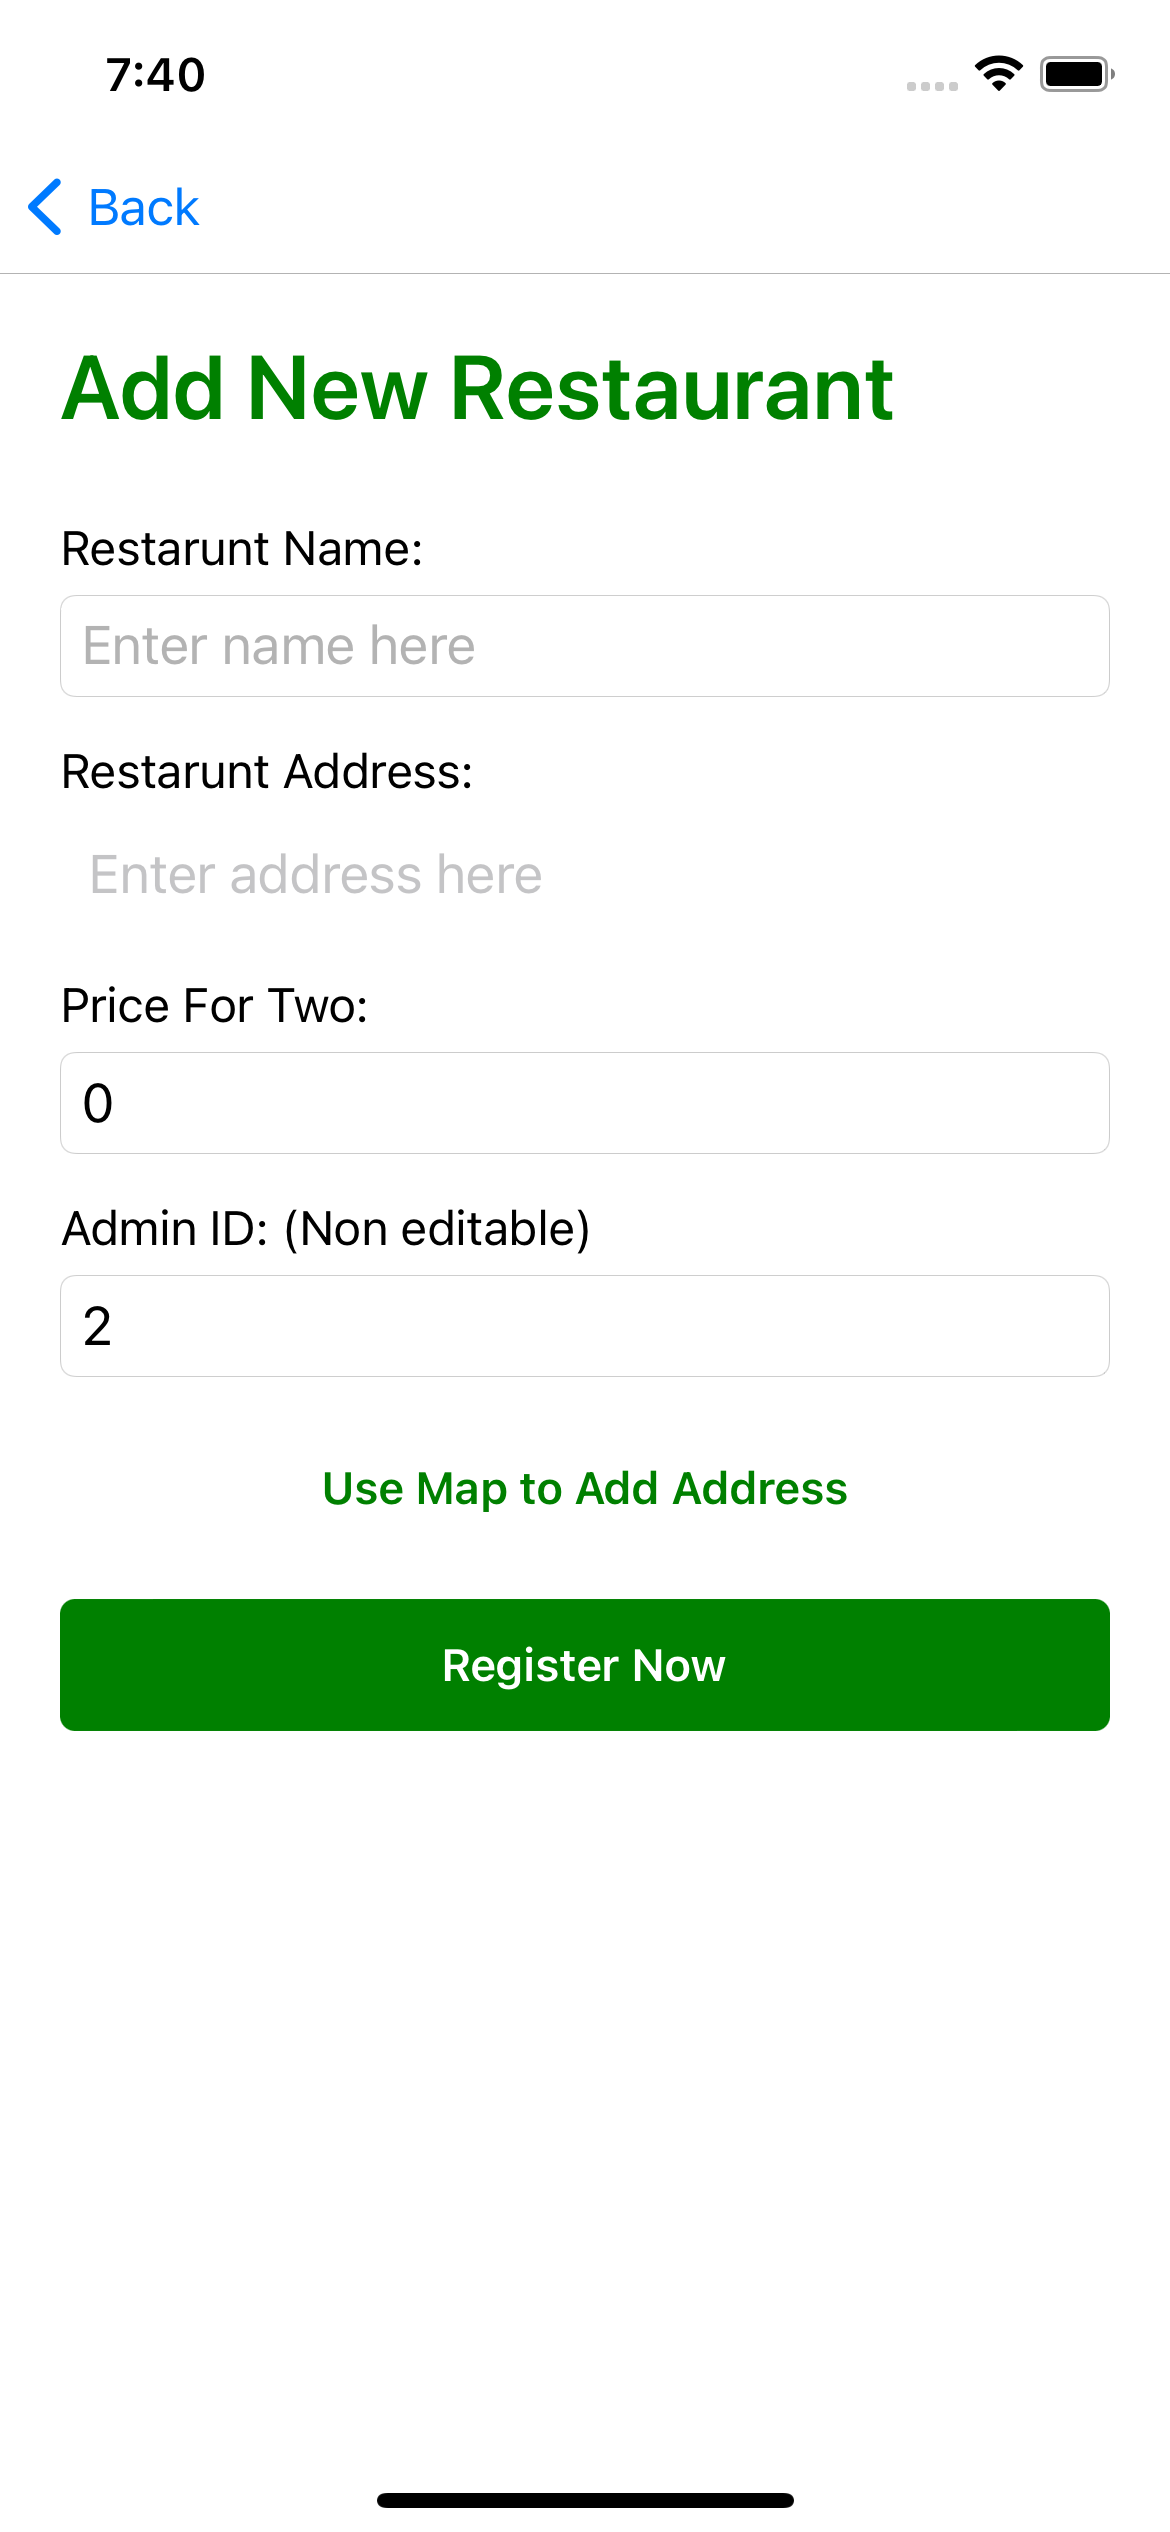 7:40
Back
Add New Restaurant
Restarunt Name:
Enter name here
Restarunt Address:
Enter address here
Price For Two:
0
Admin ID: (Non editable)
2
Use Map to Add Address
Register Now